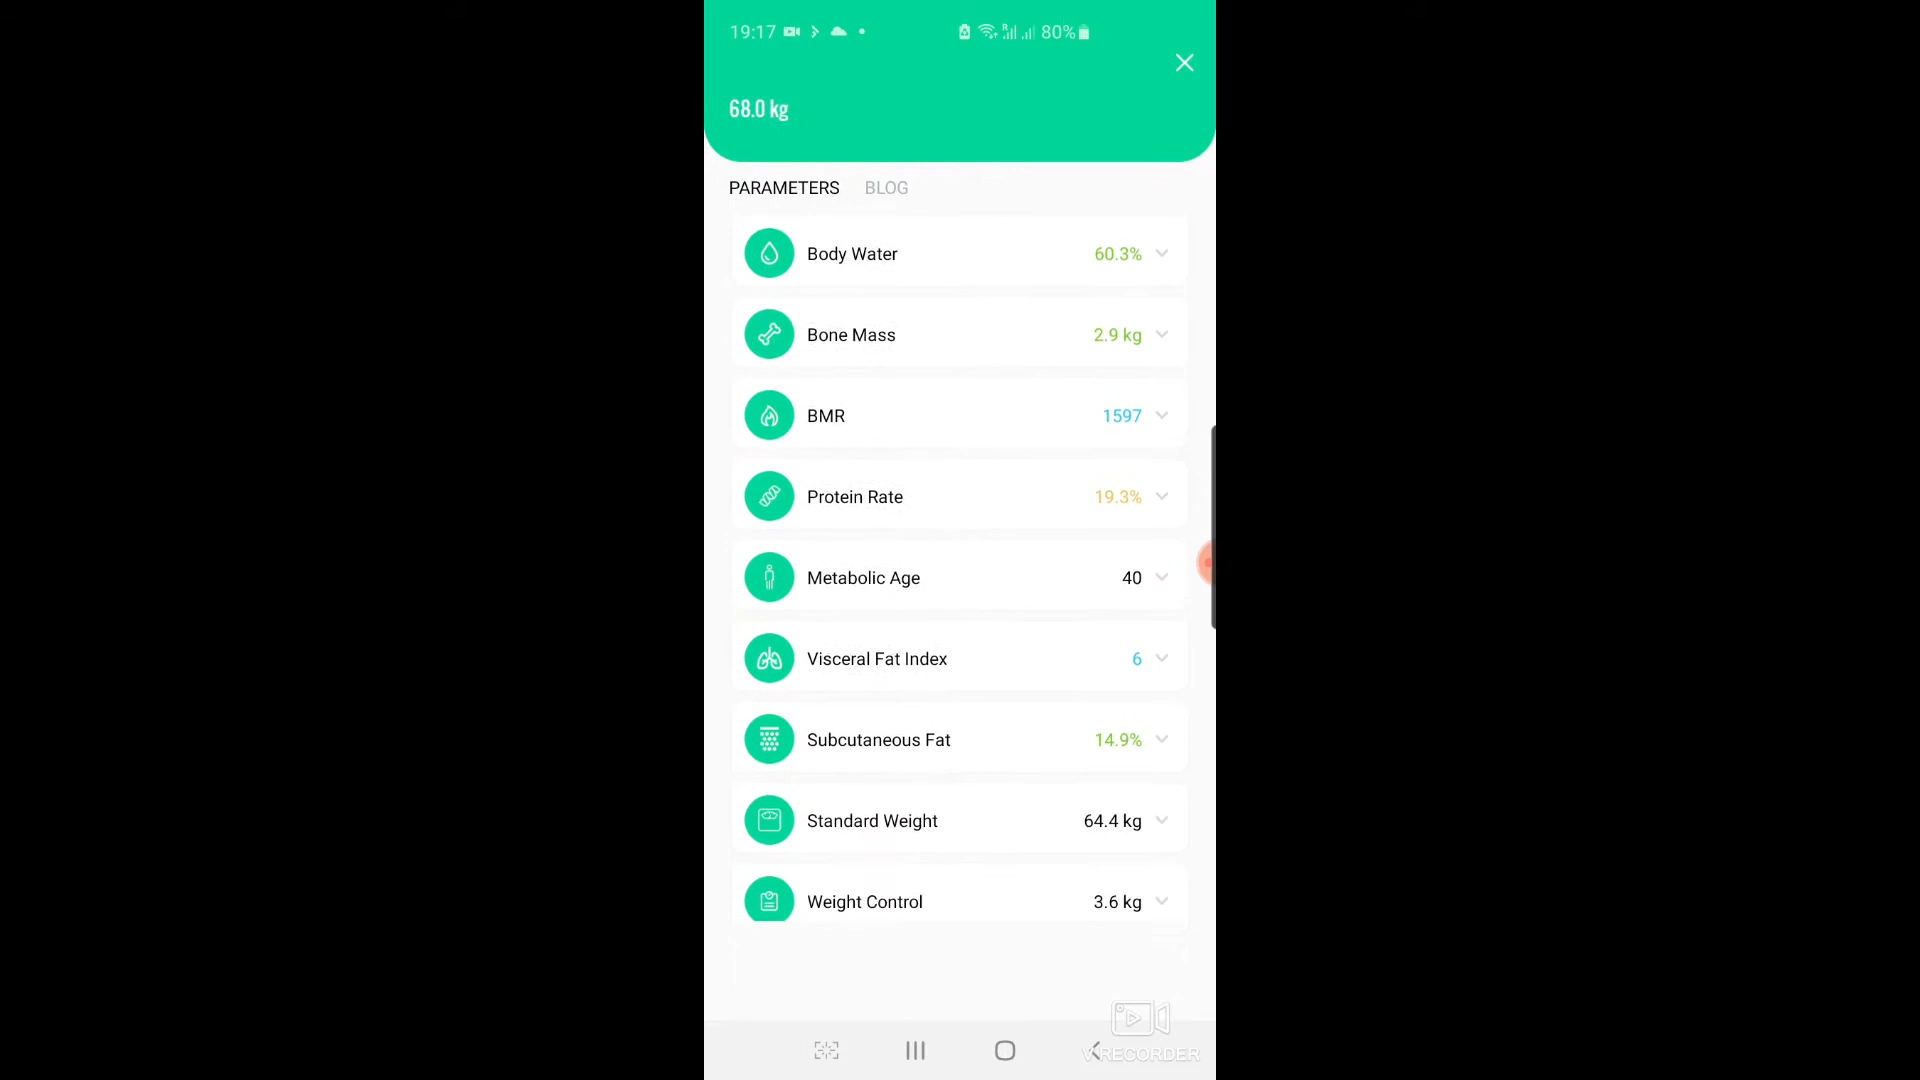 19:17 80%
68.0 kg
PARAMETERS BLOG
Body Water 60.3%
Bone Mass 2.9 kg
BMR 1597
Protein Rate 19.3%
Metabolic Age 40
Visceral Fat Index 6
Subcutaneous Fat 14.9%
Standard Weight 64.4 kg
Weight Control 3.6 kg
V RECORDER